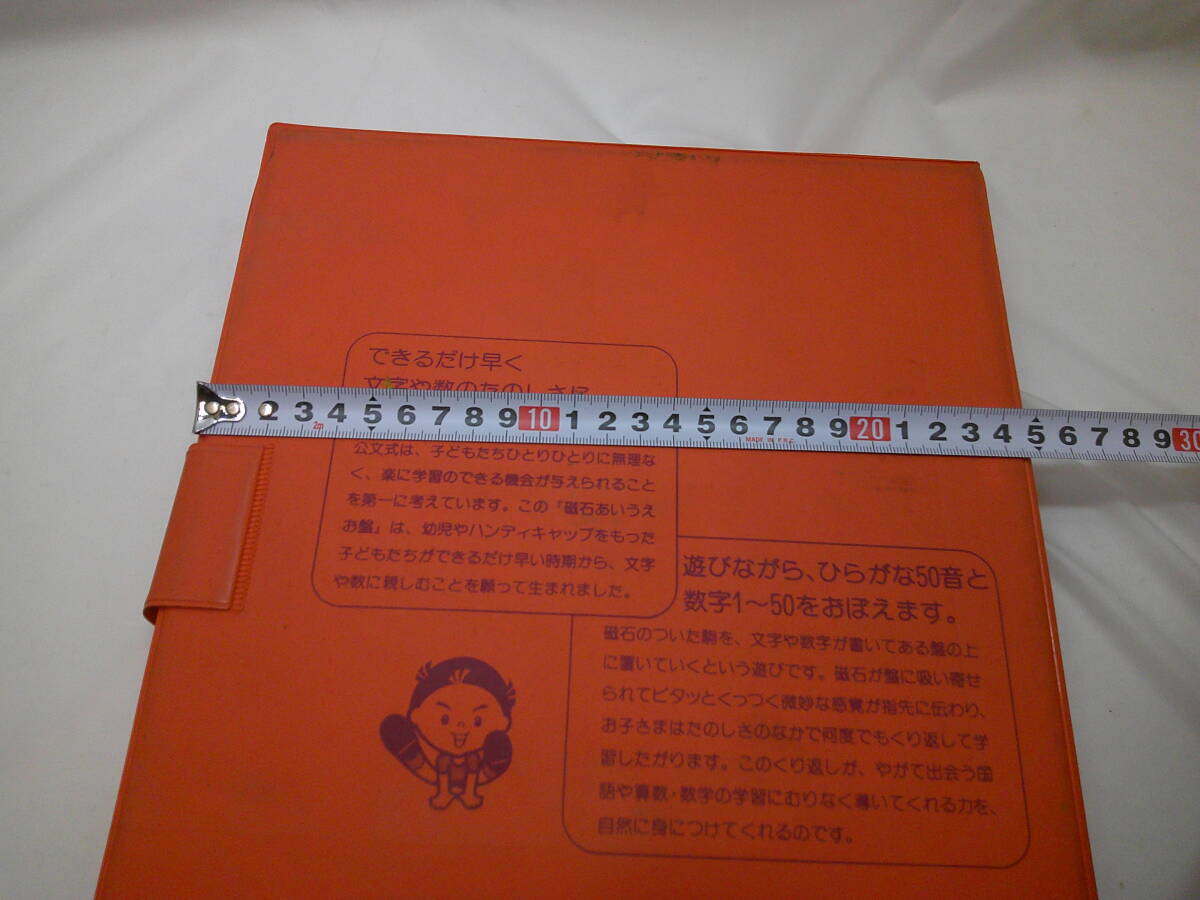 できるだけ早く
文字や数のたのしさに
2 3 4 5 6 7 8 9 10 1 2 3 4 5 6 7 8 9 20 1 2 3 4 5 6 7 8 9 30
2m
MADE IN P.R.C
公文式は、子どもたちひとりひとりに無理な
く、楽に学習のできる機会が与えられること
を第一に考えています。この「磁石あいうえ
お盤」は、幼児やハンディキャップをもった
子どもたちができるだけ早い時期から、文字
や数に親しむことを願って生まれました。
遊びながら、ひらがな50音と
数字1〜50をおぼえます。
磁石のついた駒を、文字や数字が書いてある盤の上
に置いていくという遊びです。磁石が盤に吸い寄せ
られてピタッとくっつく微妙な感覚が指先に伝わり、
お子さまはたのしさのなかで何度でもくり返して学
習したがります。このくり返しが、やがて出会う国
語や算数・数学の学習にむりなく導いてくれる力を、
自然に身につけてくれるのです。